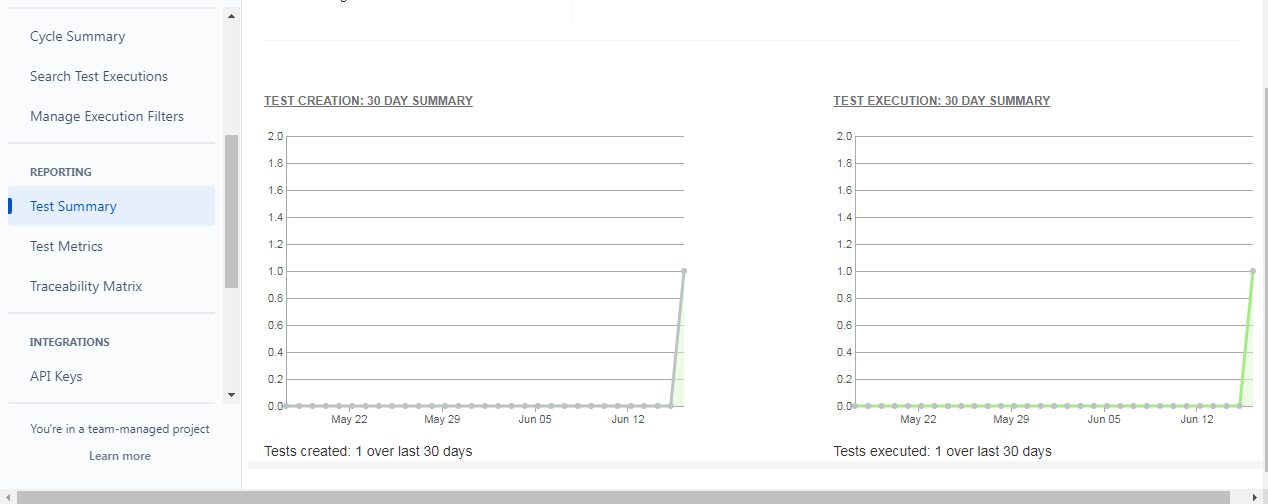 Cycle Summary
Search Test Executions
Manage Execution Filters
REPORTING
Test Summary
Test Metrics
Traceability Matrix
INTEGRATIONS
API Keys
You're in a team-managed project
Learn more
TEST CREATION: 30 DAY SUMMARY
2.0
1.8
1.6
1.4
1.2
1.0
0.8
0.6
0.4
0.2
0.0
May 22 May 29 Jun 05 Jun 12
Tests created: 1 over last 30 days
TEST EXECUTION: 30 DAY SUMMARY
2.0
1.8
1.6
1.4
1.2
1.0
0.8
0.6
0.4
0.2
0.0
May 22 May 29 Jun 05 Jun 12
Tests executed: 1 over last 30 days